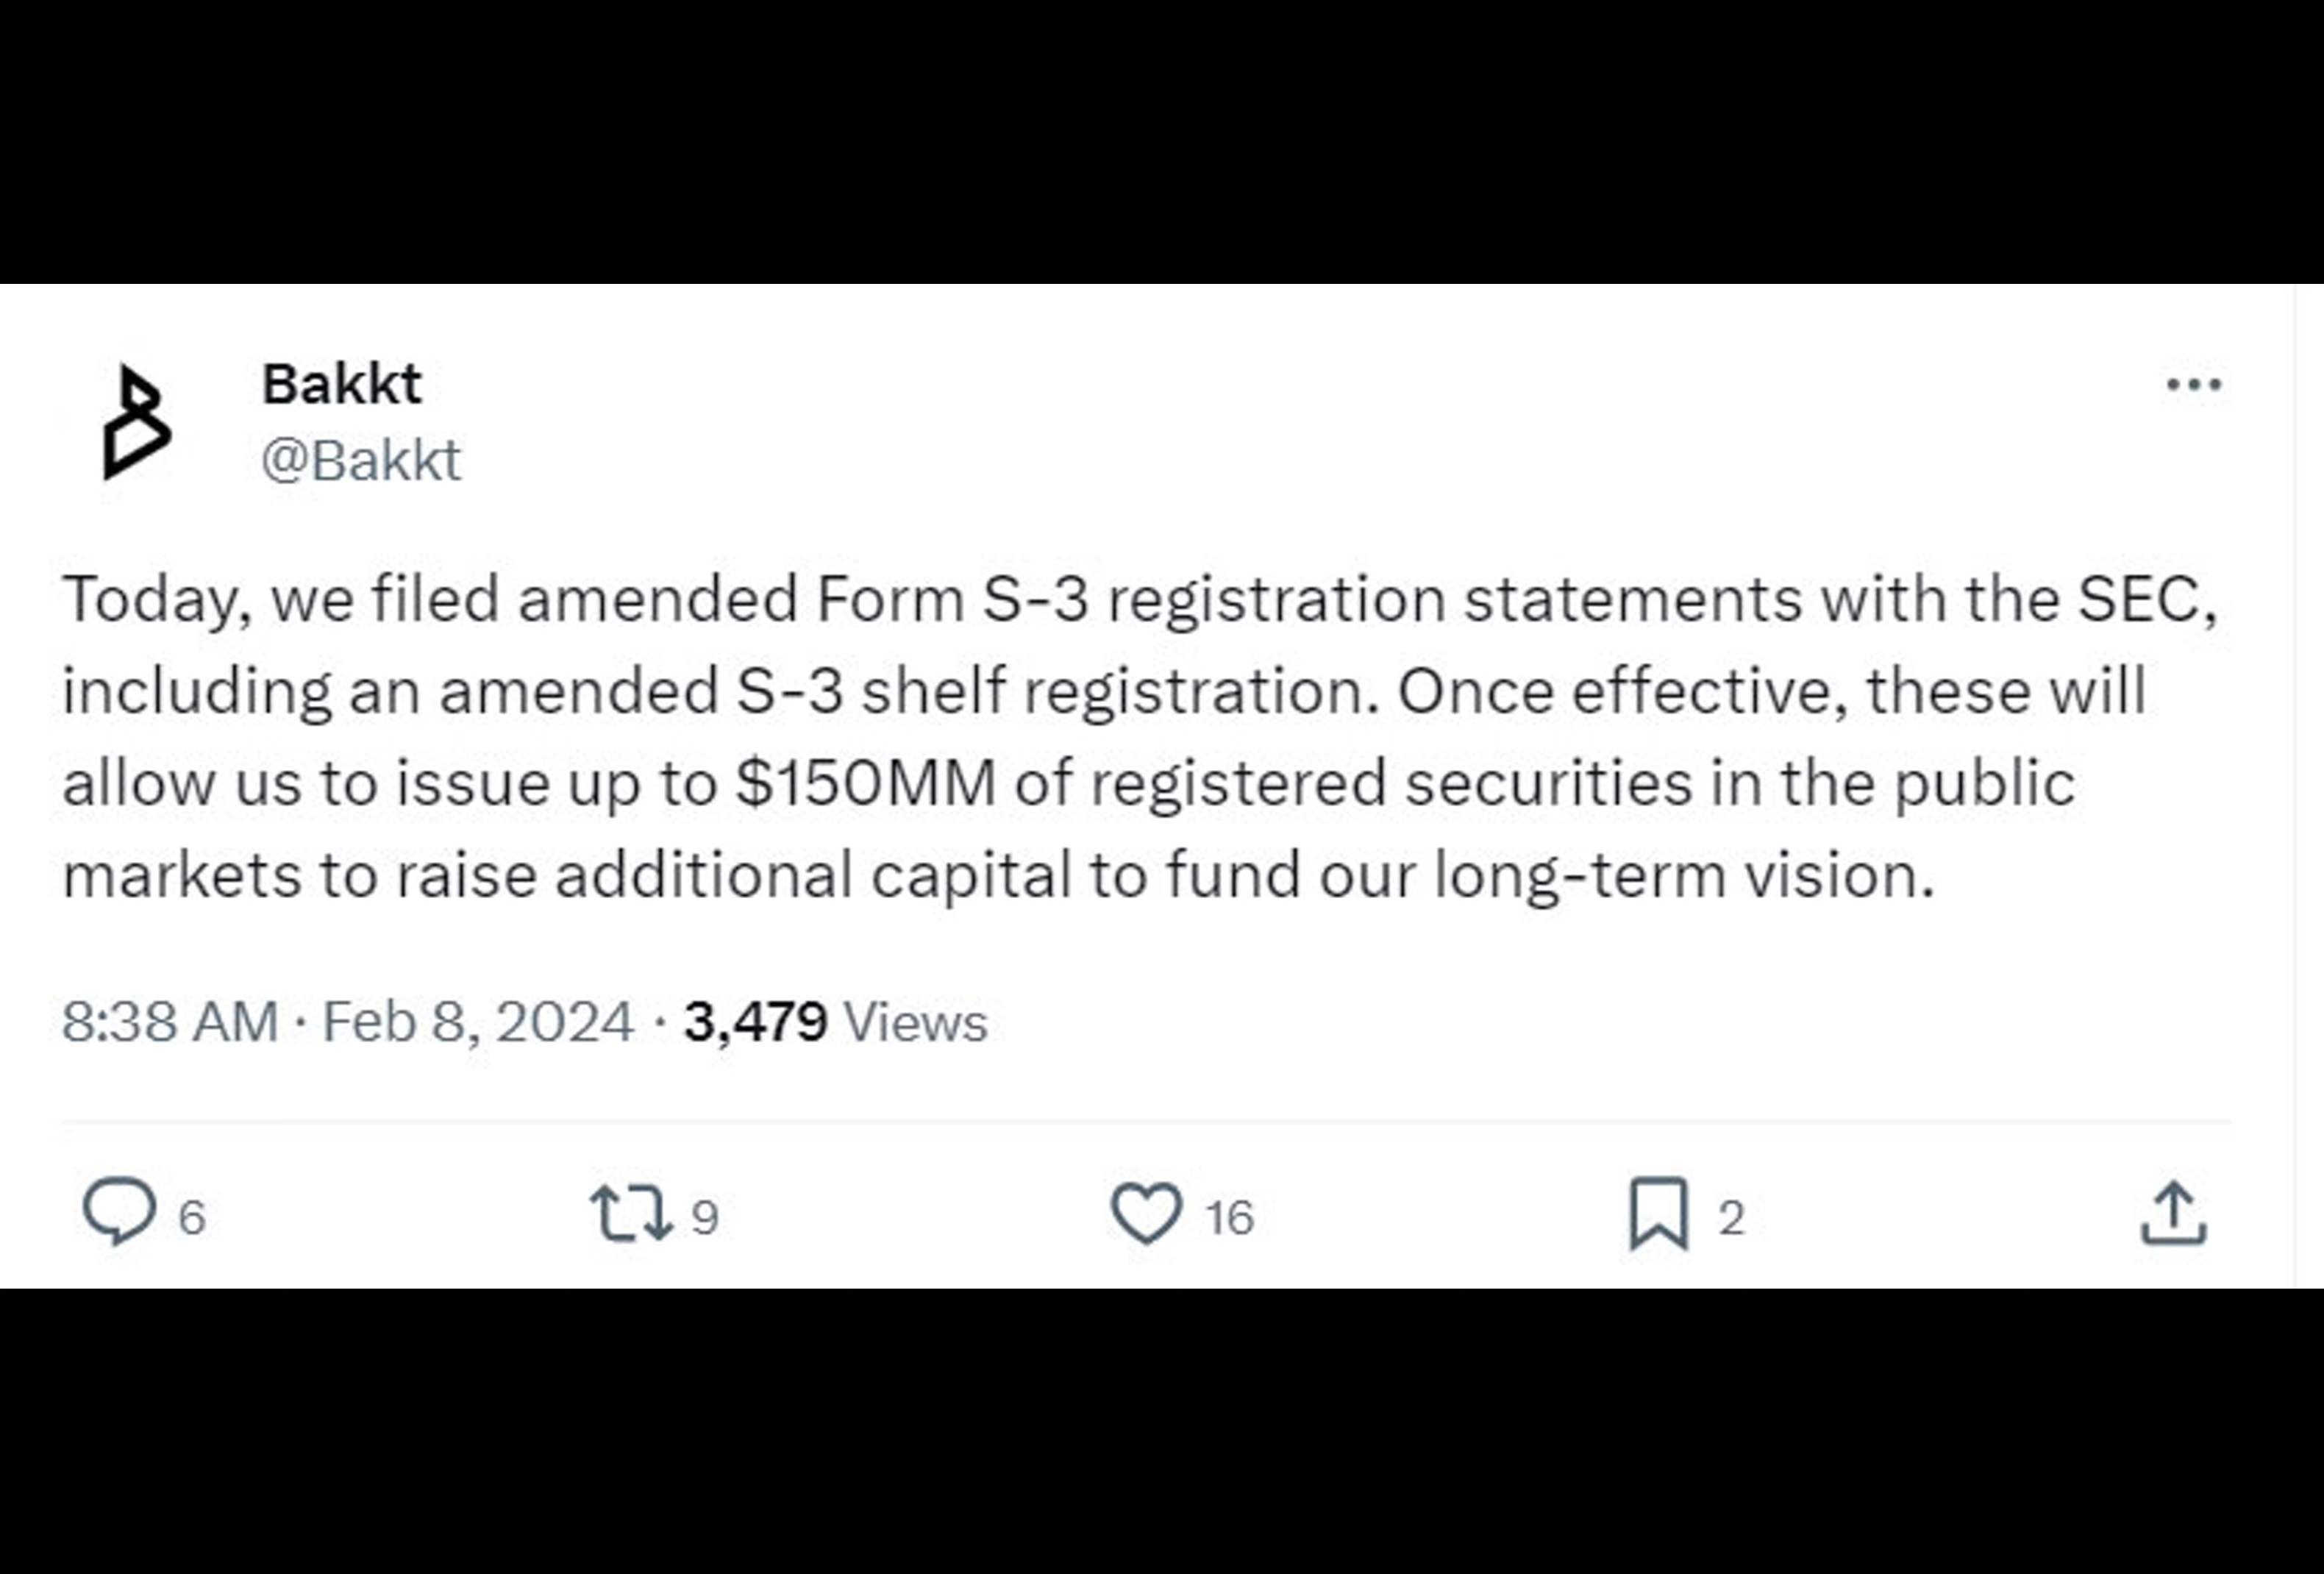 Bakkt
@Bakkt
Today, we filed amended Form S-3 registration statements with the SEC,
including an amended S-3 shelf registration. Once effective, these will
allow us to issue up to $150MM of registered securities in the public
markets to raise additional capital to fund our long-term vision.
8:38 AM · Feb 8, 2024 · 3,479 Views
6 9 16 2